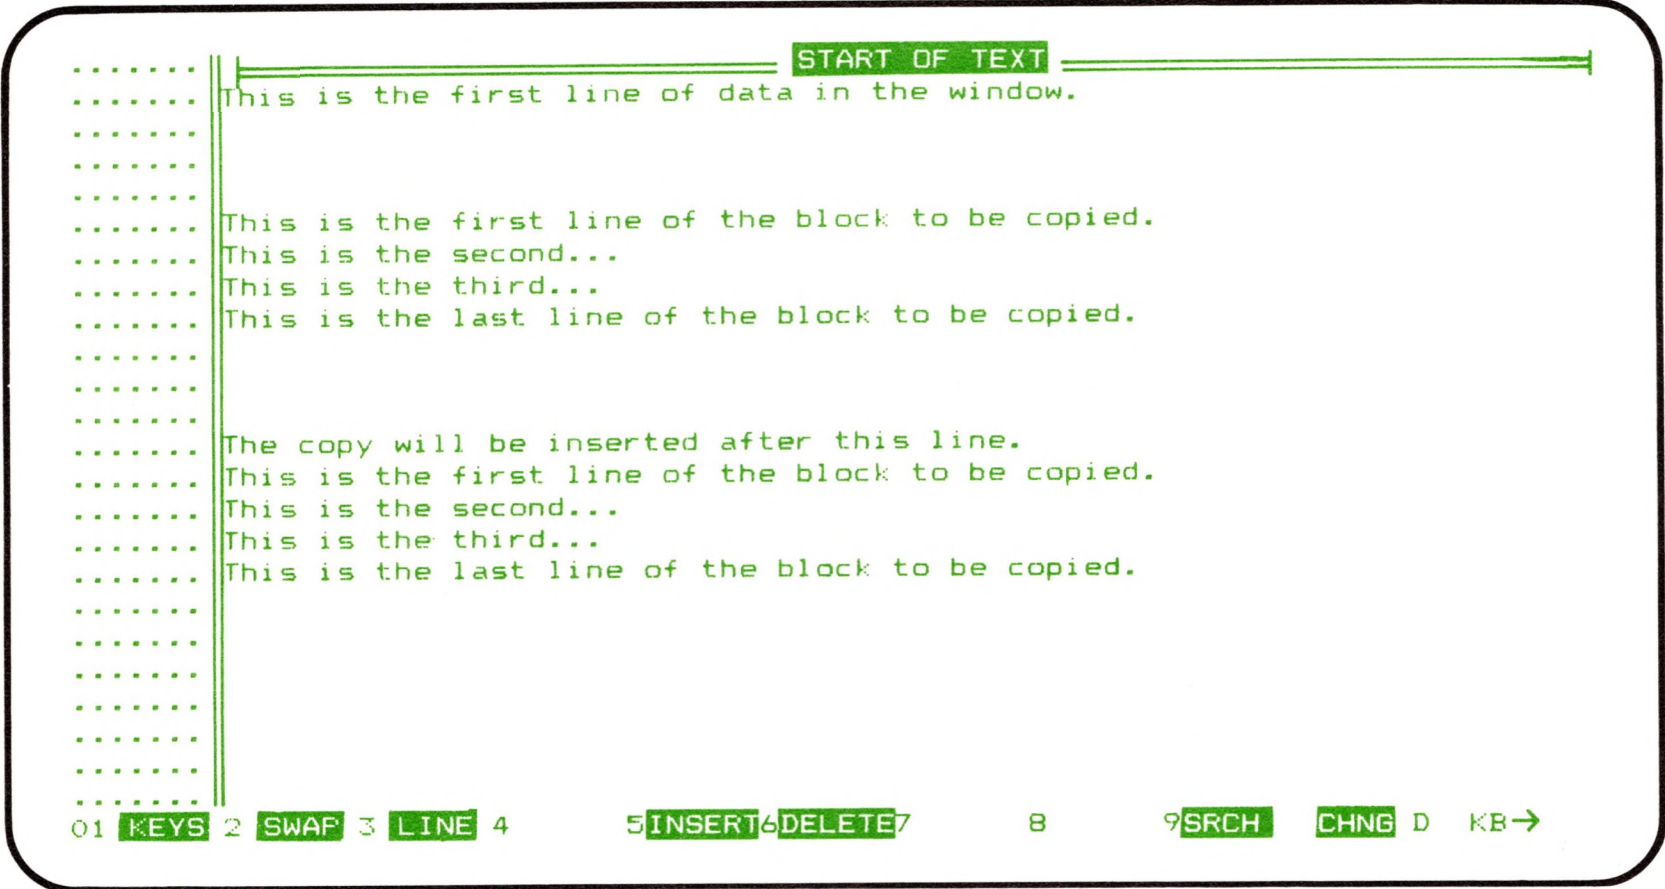 START OF TEXT
. . . . . . .
. . . . . . . This is the first line of data in the window.
. . . . . . .
. . . . . . .
. . . . . . .
. . . . . . . This is the first line of the block to be copied.
. . . . . . . This is the second...
. . . . . . . This is the third...
. . . . . . . This is the last line of the block to be copied.
. . . . . . .
. . . . . . .
. . . . . . .
. . . . . . . The copy will be inserted after this line.
. . . . . . . This is the first line of the block to be copied.
. . . . . . . This is the second...
. . . . . . . This is the third...
. . . . . . . This is the last line of the block to be copied.
. . . . . . .
. . . . . . .
. . . . . . .
. . . . . . .
. . . . . . .
. . . . . . .
. . . . . . .
01 KEYS 2 SWAP 3 LINE 4 5 INSERT 6 DELETE 7 8 9 SRCH CHNG D KB→